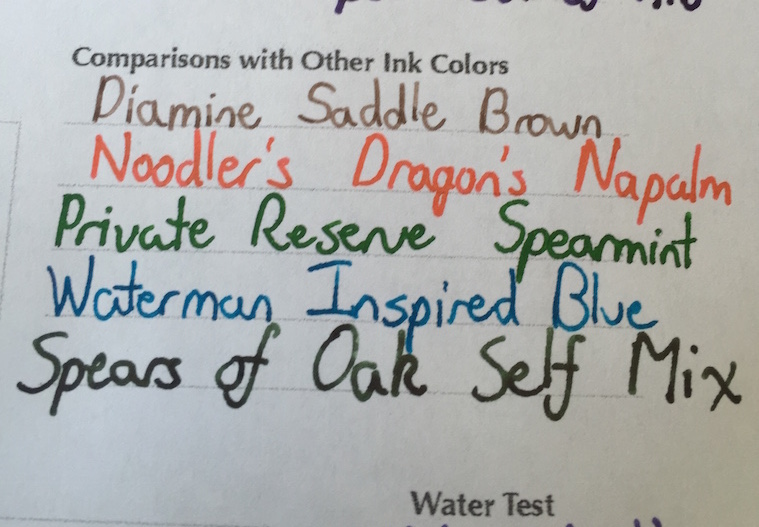 Comparisons with Other Ink Colors
Diamine Saddle Brown
Noodler's Dragon's Napalm
Private Reserve Spearmint
Waterman Inspired Blue
Spears of Oak Self Mix
Water Test